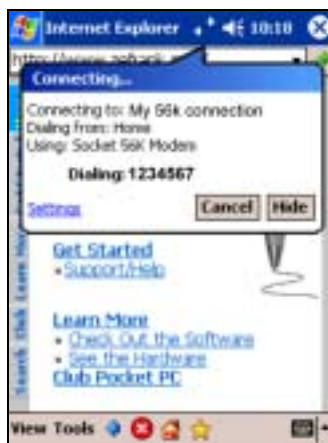 Internet Explorer 10:18
Connecting...
Connecting to: My 56k connection
Dialing from: Home
Using: Socket 56K Modem
Dialing: 1234567
Settings Cancel Hide
Get Started
Support/Help
Learn More
Check Out the Software
See the Hardware
Club Pocket PC
View Tools